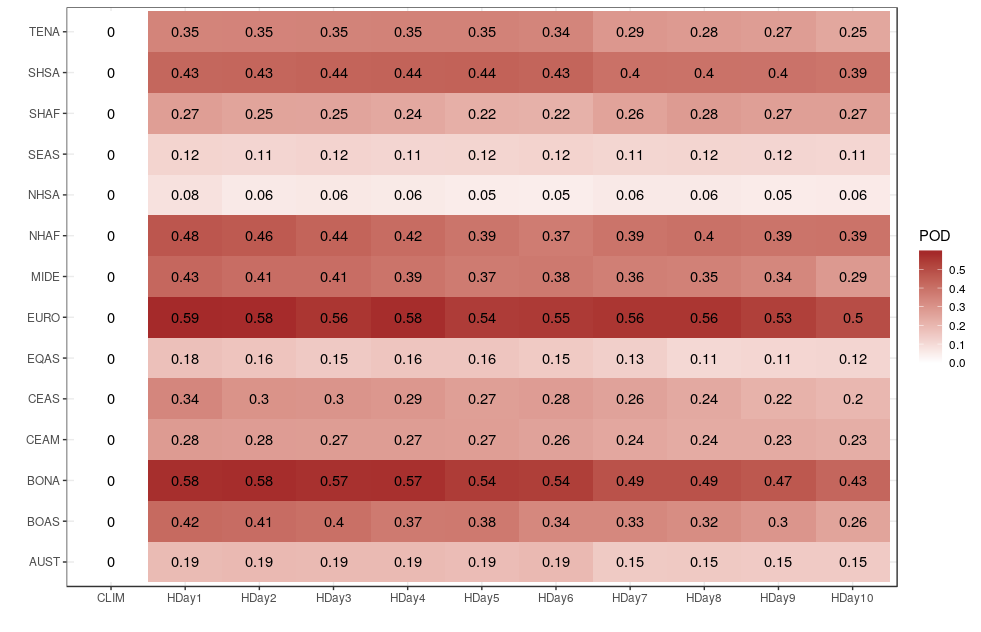 TENA 0 0.35 0.35 0.35 0.35 0.35 0.34 0.29 0.28 0.27 0.25
SHSA 0 0.43 0.43 0.44 0.44 0.44 0.43 0.4 0.4 0.4 0.39
SHAF 0 0.27 0.25 0.25 0.24 0.22 0.22 0.26 0.28 0.27 0.27
SEAS 0 0.12 0.11 0.12 0.11 0.12 0.12 0.11 0.12 0.12 0.11
NHSA 0 0.08 0.06 0.06 0.06 0.05 0.05 0.06 0.06 0.05 0.06
NHAF 0 0.48 0.46 0.44 0.42 0.39 0.37 0.39 0.4 0.39 0.39
MIDE 0 0.43 0.41 0.41 0.39 0.37 0.38 0.36 0.35 0.34 0.29
EURO 0 0.59 0.58 0.56 0.58 0.54 0.55 0.56 0.56 0.53 0.5
EQAS 0 0.18 0.16 0.15 0.16 0.16 0.15 0.13 0.11 0.11 0.12
CEAS 0 0.34 0.3 0.3 0.29 0.27 0.28 0.26 0.24 0.22 0.2
CEAM 0 0.28 0.28 0.27 0.27 0.27 0.26 0.24 0.24 0.23 0.23
BONA 0 0.58 0.58 0.57 0.57 0.54 0.54 0.49 0.49 0.47 0.43
BOAS 0 0.42 0.41 0.4 0.37 0.38 0.34 0.33 0.32 0.3 0.26
AUST 0 0.19 0.19 0.19 0.19 0.19 0.19 0.15 0.15 0.15 0.15
CLIM HDay1 HDay2 HDay3 HDay4 HDay5 HDay6 HDay7 HDay8 HDay9 HDay10
POD
0.5
0.4
0.3
0.2
0.1
0.0